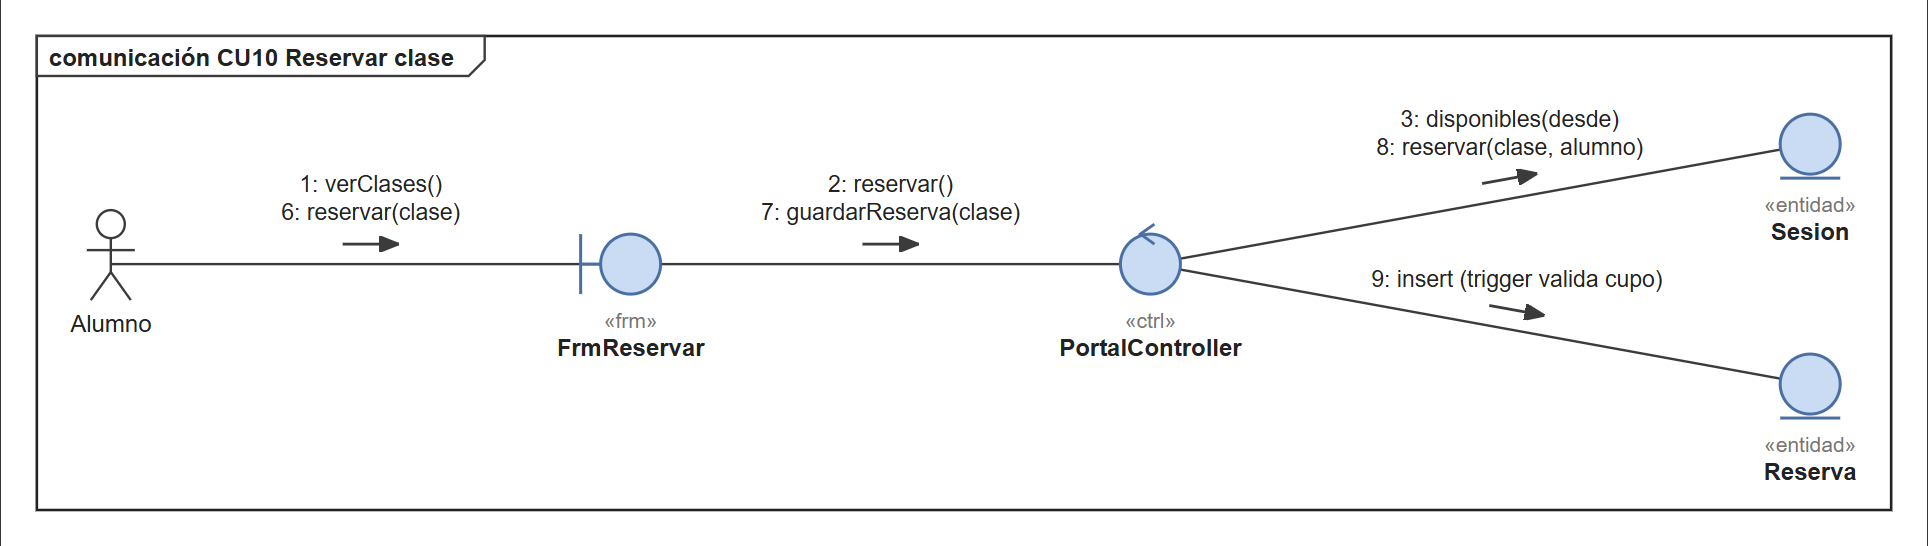 comunicación CU10 Reservar clase
1: verClases()
6: reservar(clase)
2: reservar()
7: guardarReserva(clase)
3: disponibles(desde)
8: reservar(clase, alumno)
9: insert (trigger valida cupo)
Alumno
«frm»
FrmReservar
«ctrl»
PortalController
«entidad»
Sesion
«entidad»
Reserva